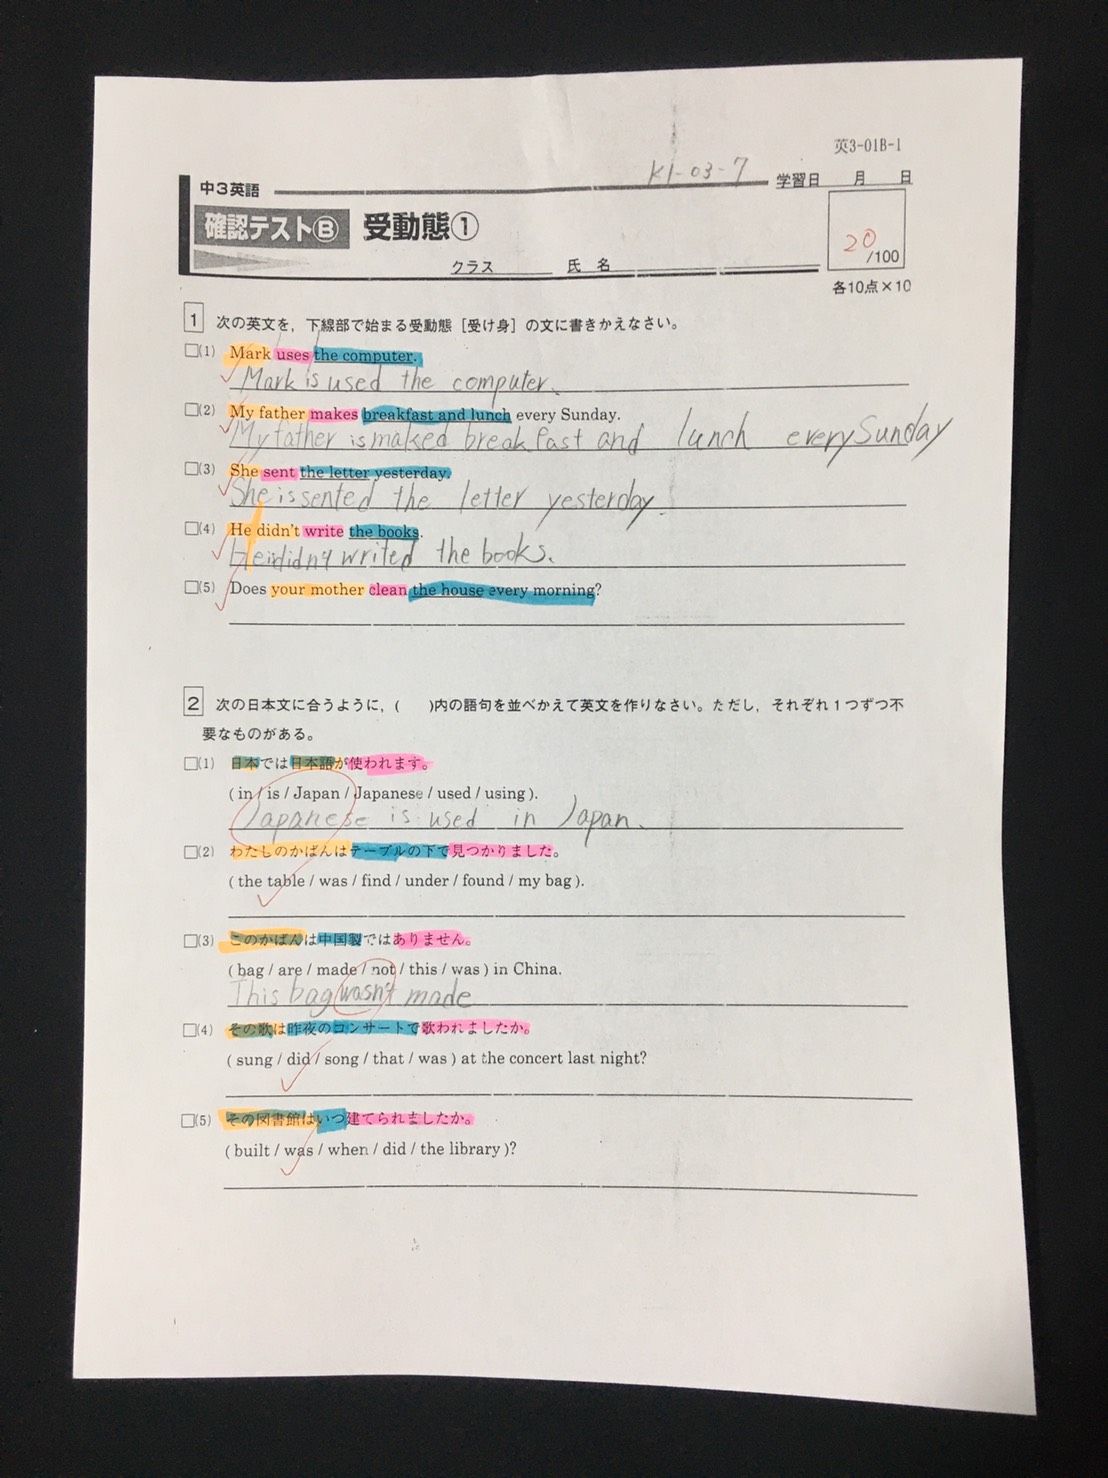 英3-01B-1
K1-03-7 学習日 月 日
中3英語
確認テストⒷ 受動態①
20/100
クラス 氏名
各10点×10
1 次の英文を，下線部で始まる受動態［受け身］の文に書きかえなさい。
□(1) Mark uses the computer.
Mark is used the computer.
□(2) My father makes breakfast and lunch every Sunday.
My father is maked breakfast and lunch every Sunday
□(3) She sent the letter yesterday.
She is sented the letter yesterday.
□(4) He didn't write the books.
writed the books.
□(5) Does your mother clean the house every morning?
2 次の日本文に合うように，( )内の語句を並べかえて英文を作りなさい。ただし，それぞれ1つずつ不
要なものがある。
□(1) 日本では日本語が使われます。
( in / is / Japan / Japanese / used / using ).
Japanese is used in Japan.
□(2) わたしのかばんはテーブルの下で見つかりました。
( the table / was / find / under / found / my bag ).
□(3) このかばんは中国製ではありません。
( bag / are / made / not / this / was ) in China.
This bag wasn't made
□(4) その歌は昨夜のコンサートで歌われましたか。
( sung / did / song / that / was ) at the concert last night?
□(5) その図書館はいつ建てられましたか。
( built / was / when / did / the library )?